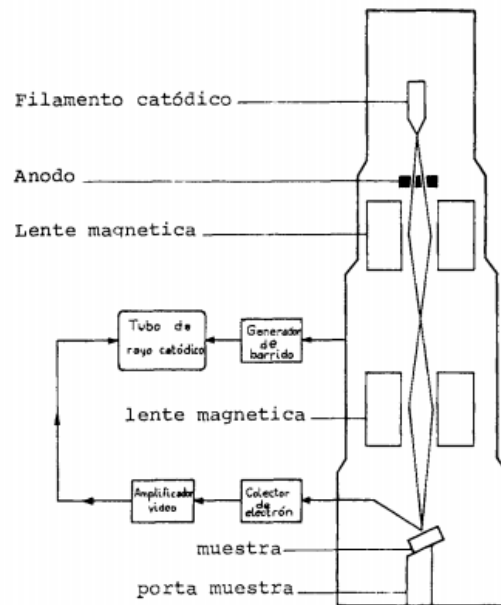 Filamento catódico
Anodo
Lente magnetica
Tubo de
rayo catódico
Generador
de
barrido
lente magnetica
Amplificador
video
Colector
de
electrón
muestra
porta muestra